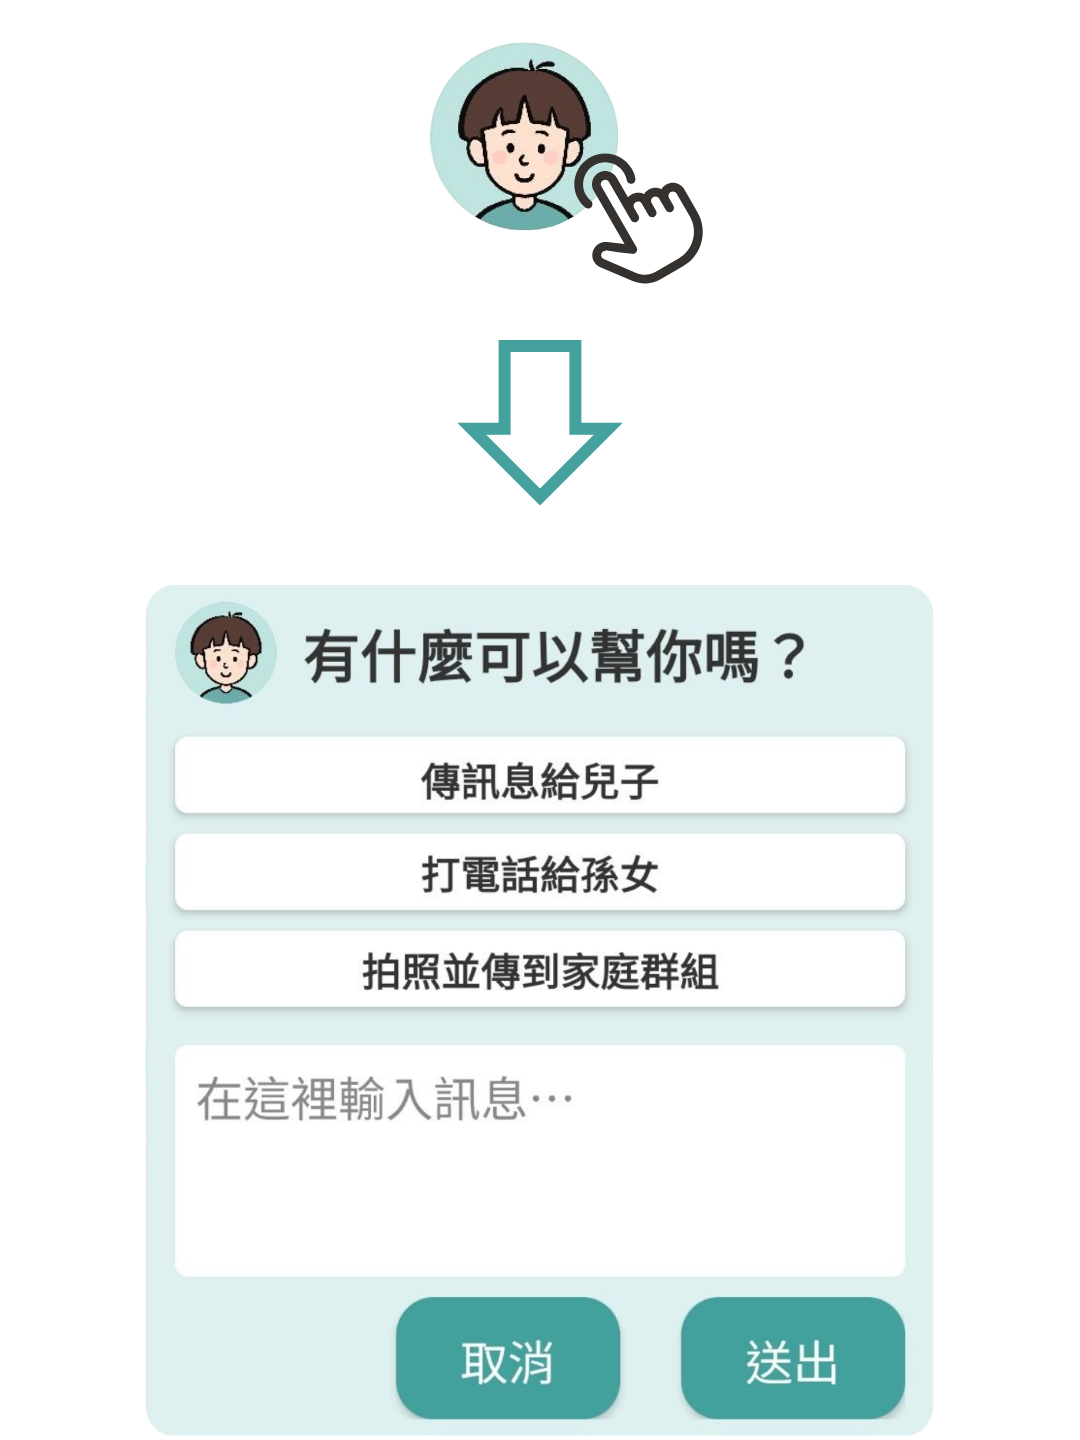 有什麼可以幫你嗎？
傳訊息給兒子
打電話給孫女
拍照並傳到家庭群組
在這裡輸入訊息⋯
取消
送出